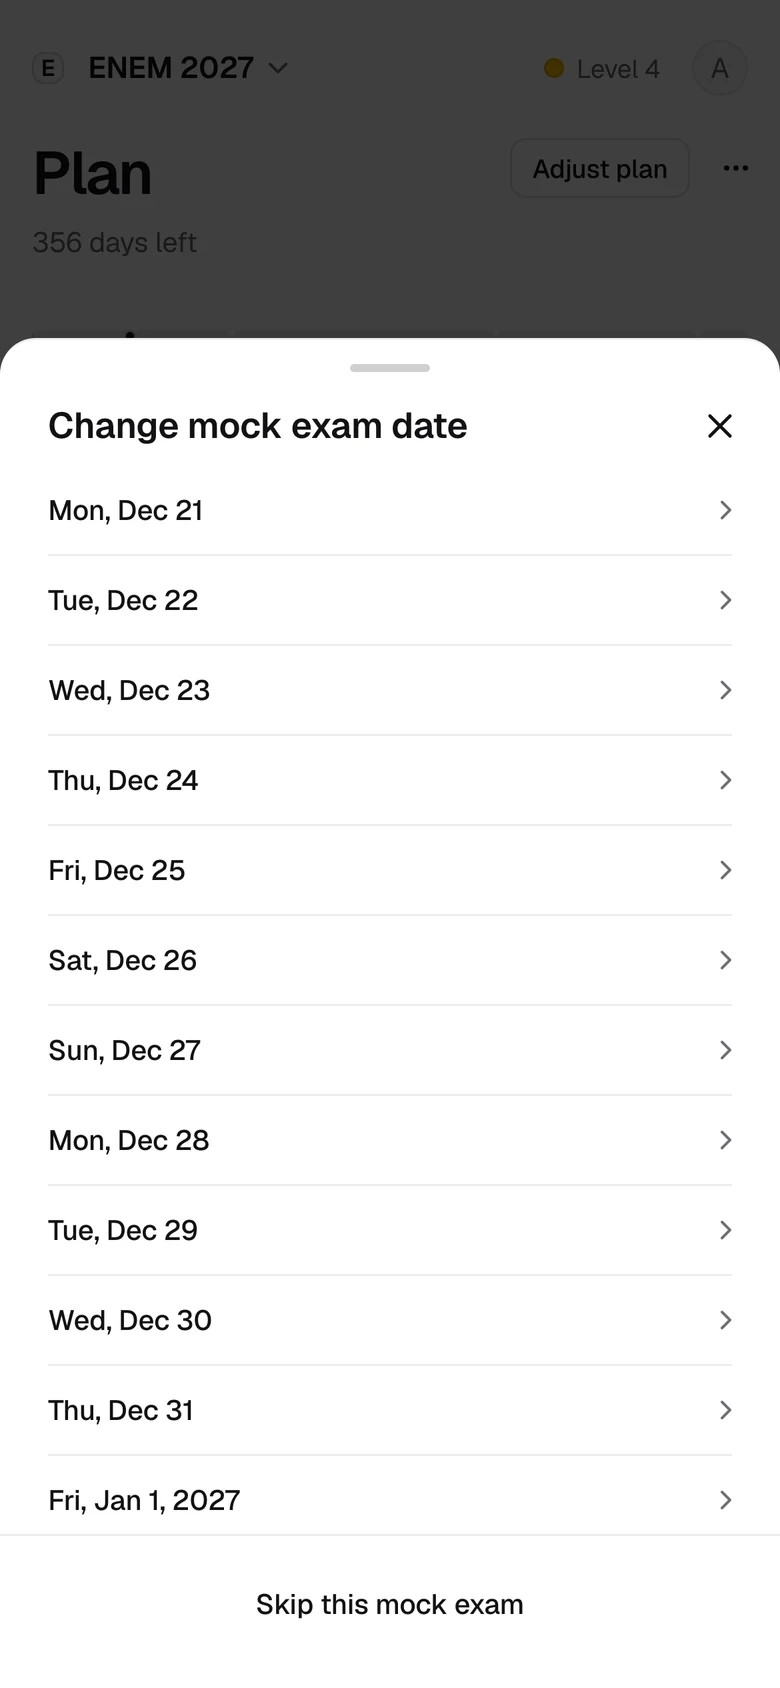 E ENEM 2027
Level 4
A
Plan
Adjust plan
356 days left
Change mock exam date
Mon, Dec 21
Tue, Dec 22
Wed, Dec 23
Thu, Dec 24
Fri, Dec 25
Sat, Dec 26
Sun, Dec 27
Mon, Dec 28
Tue, Dec 29
Wed, Dec 30
Thu, Dec 31
Fri, Jan 1, 2027
Skip this mock exam